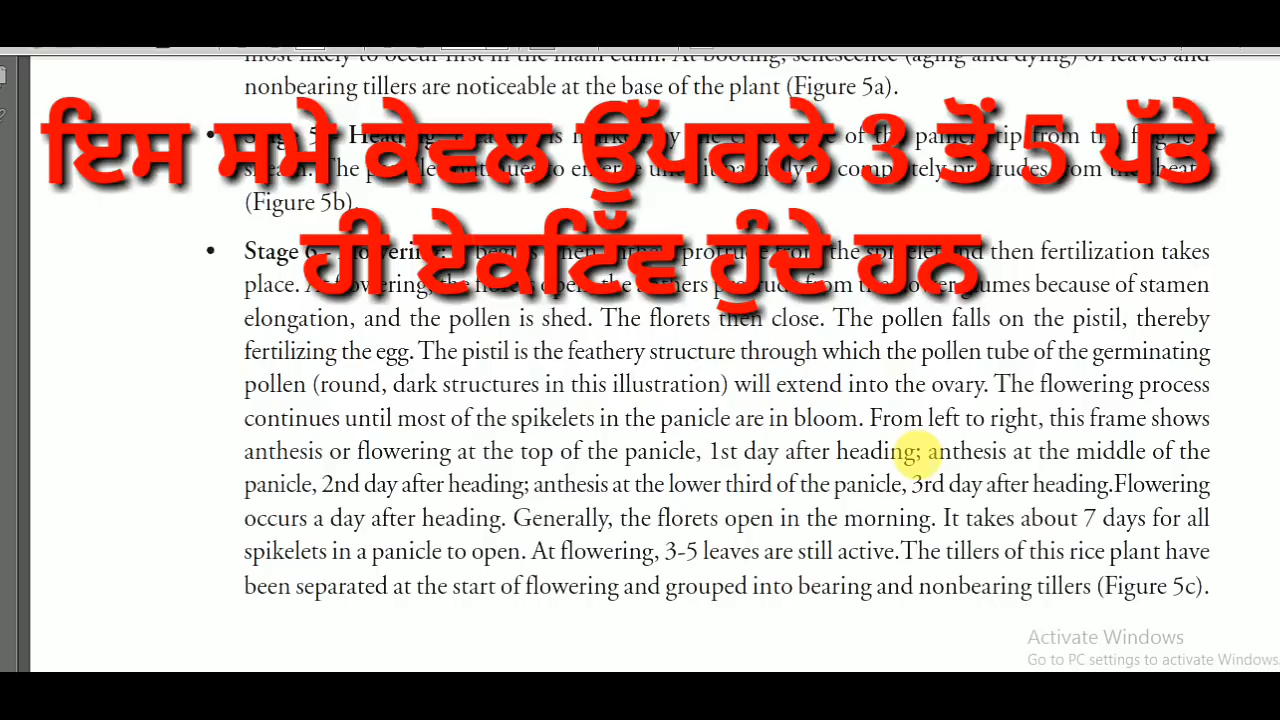 nonbearing tillers are noticeable at the base of the plant (Figure 5a).
ਇਸ ਸਮੇ ਕੇਵਲ ਉੱਪਰਲੇ 3 ਤੋਂ 5 ਪੱਤੇ
ਹੀ ਏਕਟਿੱਵ ਹੁੰਦੇ ਹਨ
(Figure 5b).
• Stage 6 the and then fertilization takes
place. because of stamen
elongation, and the pollen is shed. The florets then close. The pollen falls on the pistil, thereby
fertilizing the egg. The pistil is the feathery structure through which the pollen tube of the germinating
pollen (round, dark structures in this illustration) will extend into the ovary. The flowering process
continues until most of the spikelets in the panicle are in bloom. From left to right, this frame shows
anthesis or flowering at the top of the panicle, 1st day after heading; anthesis at the middle of the
panicle, 2nd day after heading; anthesis at the lower third of the panicle, 3rd day after heading.Flowering
occurs a day after heading. Generally, the florets open in the morning. It takes about 7 days for all
spikelets in a panicle to open. At flowering, 3-5 leaves are still active.The tillers of this rice plant have
been separated at the start of flowering and grouped into bearing and nonbearing tillers (Figure 5c).
Activate Windows
Go to PC settings to activate Windows.